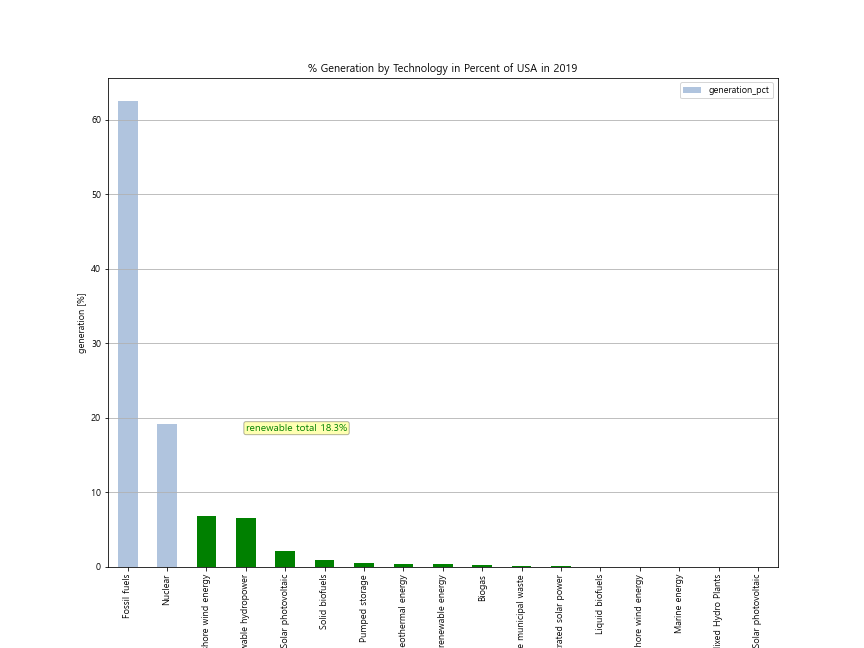 % Generation by Technology in Percent of USA in 2019
generation_pct
generation [%]
60
50
40
30
20
10
0
renewable total 18.3%
Fossil fuels
Nuclear
shore wind energy
wable hydropower
Solar photovoltaic
Solid biofuels
Pumped storage
eothermal energy
renewable energy
Biogas
e municipal waste
rated solar power
Liquid biofuels
hore wind energy
Marine energy
lixed Hydro Plants
Solar photovoltaic